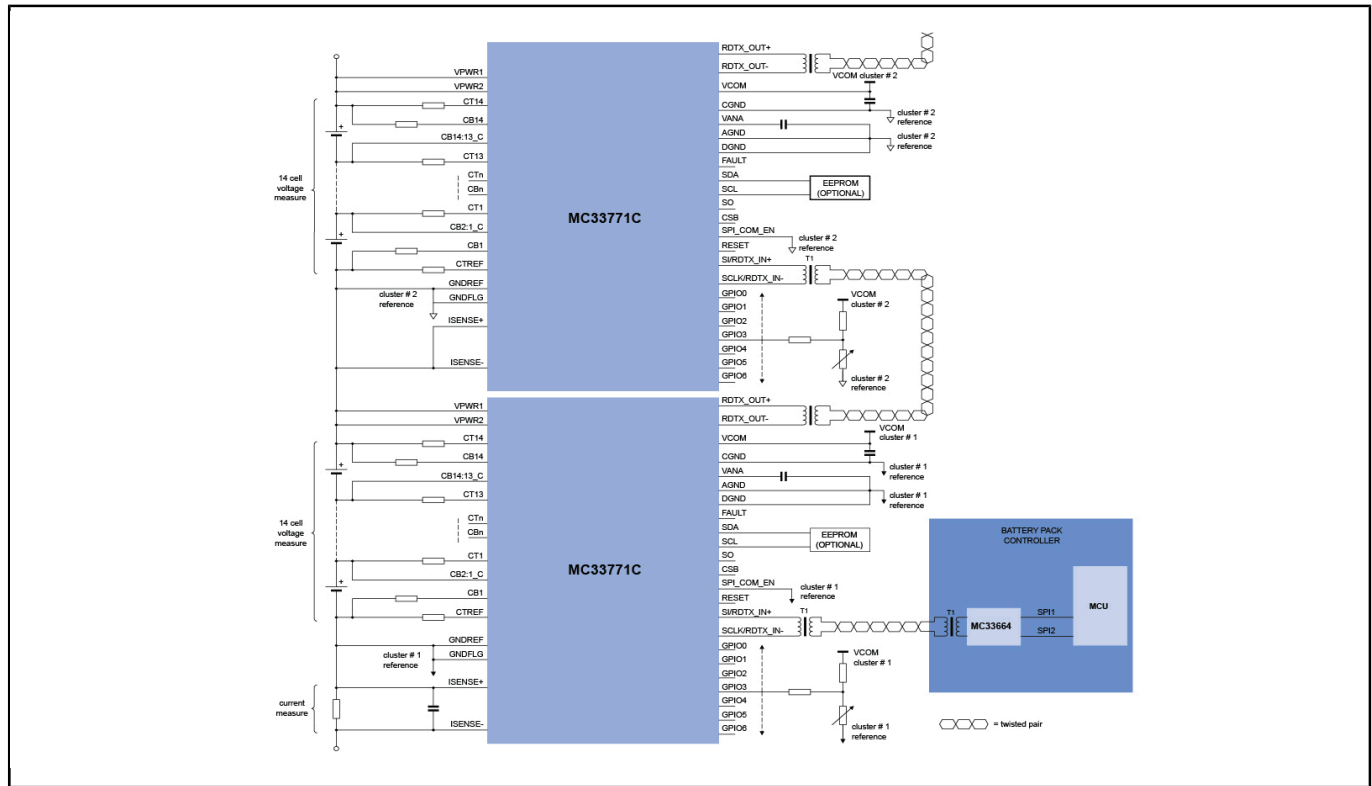 RDTX_OUT+
RDTX_OUT-
VCOM cluster # 2
VPWR1
VPWR2
VCOM
CT14
CGND
cluster # 2
reference
CB14
VANA
CB14:13_C
AGND
cluster # 2
reference
CT13
DGND
FAULT
14 cell
voltage
measure
CTn
CBn
SDA
SCL
EEPROM
(OPTIONAL)
SO
CT1
MC33771C
CSB
CB2:1_C
SPI_COM_EN
cluster # 2
reference
CB1
RESET
CTREF
SI/RDTX_IN+
T1
SCLK/RDTX_IN-
GNDREF
cluster # 2
reference
GNDFLG
GPIO0
GPIO1
VCOM
cluster # 2
ISENSE+
GPIO2
GPIO3
GPIO4
ISENSE-
GPIO5
GPIO6
cluster # 2
reference
VPWR1
VPWR2
RDTX_OUT+
RDTX_OUT-
VCOM
cluster # 1
CT14
VCOM
CB14
CGND
cluster # 1
reference
CB14:13_C
VANA
CT13
AGND
cluster # 1
reference
DGND
FAULT
14 cell
voltage
measure
CTn
CBn
SDA
SCL
EEPROM
(OPTIONAL)
SO
CT1
MC33771C
CSB
CB2:1_C
SPI_COM_EN
cluster # 1
reference
CB1
RESET
CTREF
SI/RDTX_IN+
T1
SCLK/RDTX_IN-
GNDREF
cluster # 1
reference
GNDFLG
GPIO0
GPIO1
VCOM
cluster # 1
GPIO2
ISENSE+
GPIO3
current
measure
GPIO4
ISENSE-
GPIO5
GPIO6
cluster # 1
reference
BATTERY PACK
CONTROLLER
T1
MC33664
SPI1
SPI2
MCU
= twisted pair